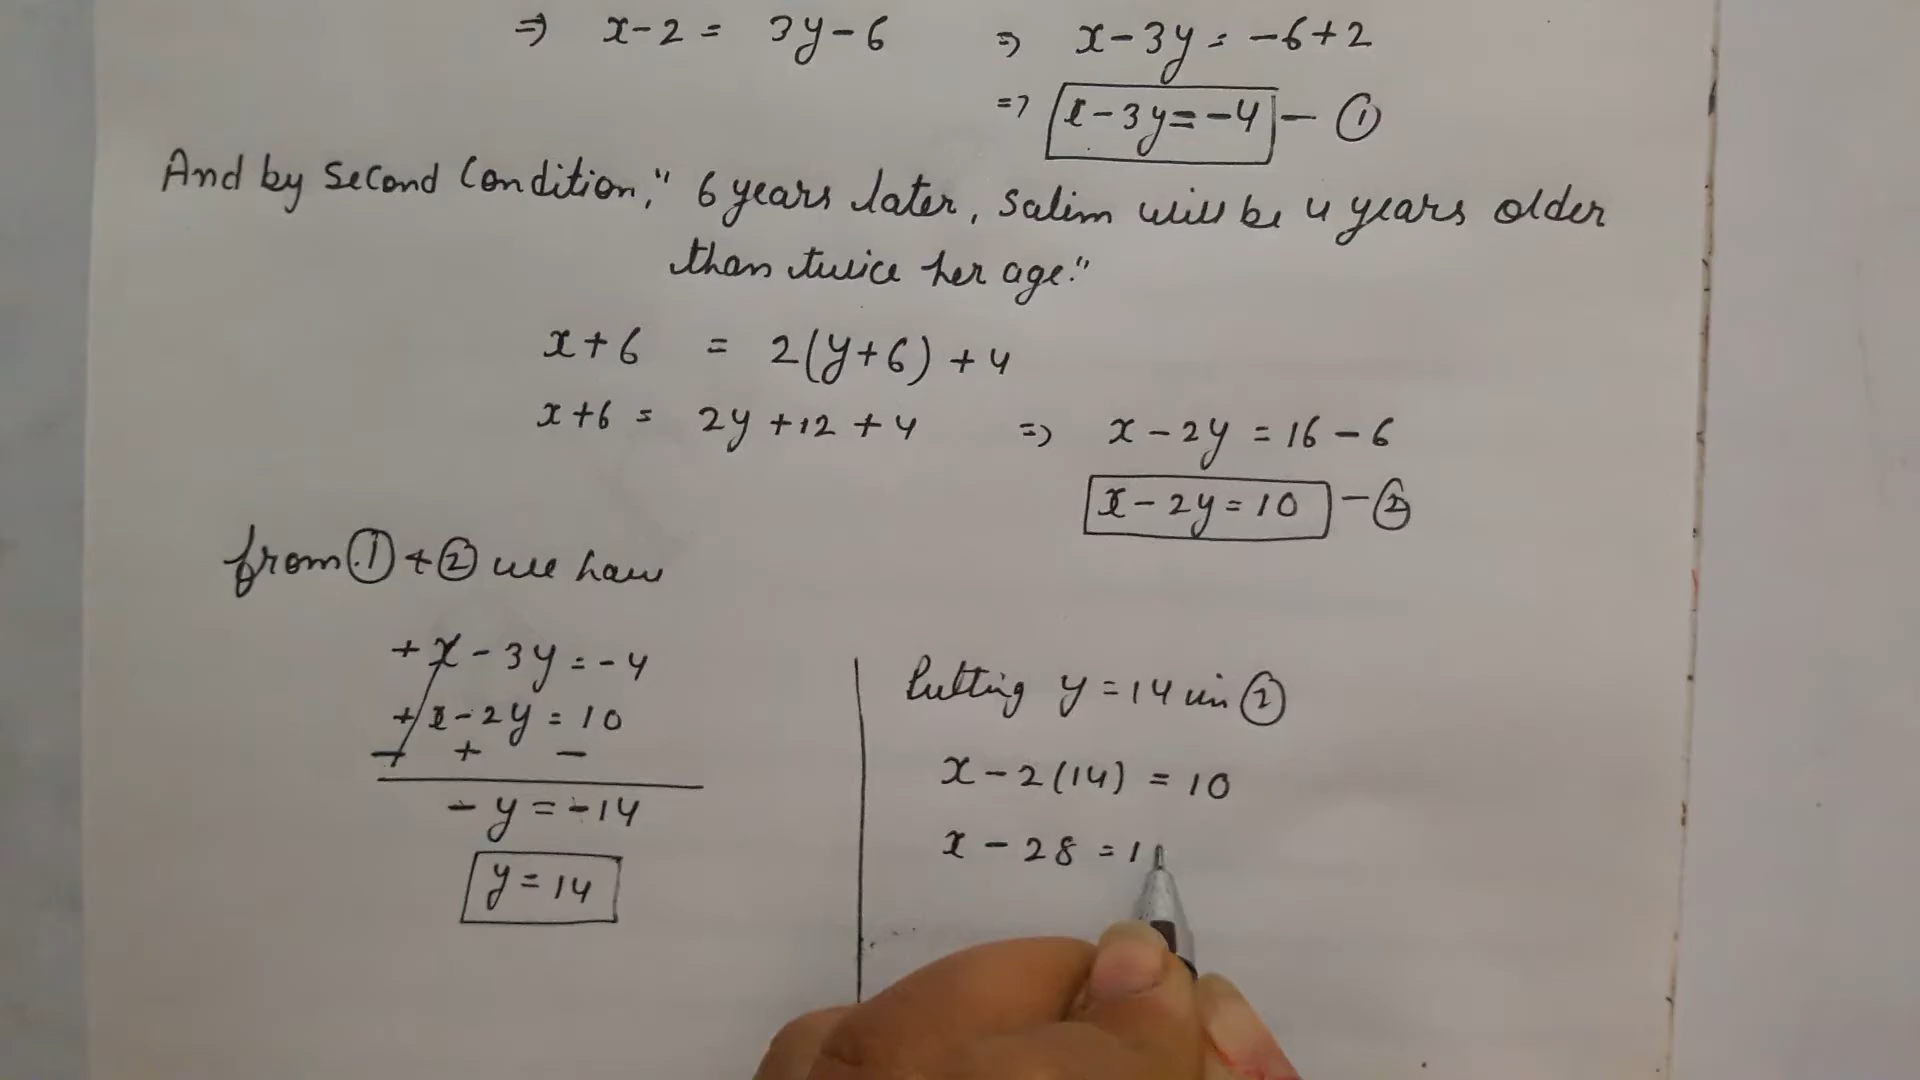 ⇒ x-2 = 3y-6 ⇒ x-3y = -6+2
⇒ x-3y=-4 - ①
And by Second Condition, "6 years later, Salim will be 4 years older
than twice her age."
x+6 = 2(y+6)+4
x+6 = 2y+12+4 ⇒ x-2y = 16-6
x-2y=10 - ②
from ① + ② we have
+x-3y=-4
+x-2y=10
- + -
-y=-14
y=14
Putting y=14 in ②
x-2(14) = 10
x-28 = 1